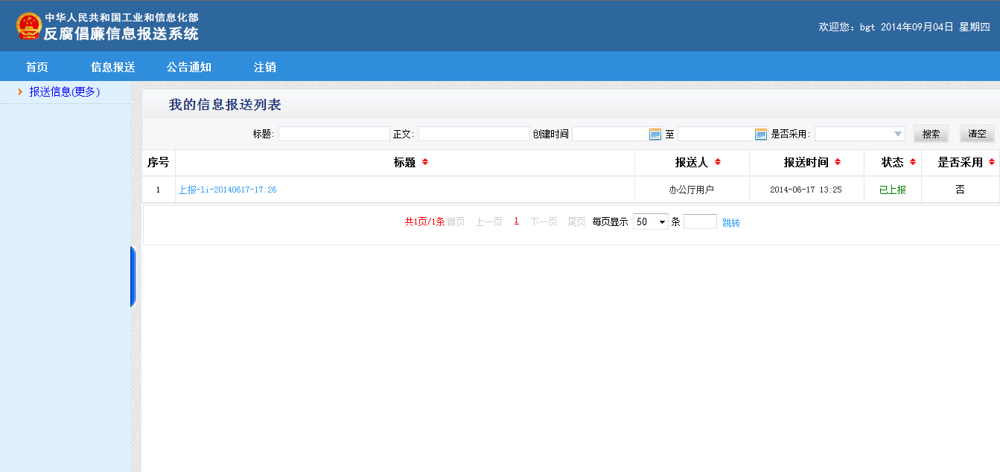 中华人民共和国工业和信息化部
反腐倡廉信息报送系统
欢迎您: bgt 2014年09月04日 星期四
首页 信息报送 公告通知 注销
报送信息(更多)
我的信息报送列表
标题: 正文: 创建时间 至 是否采用: 搜索 清空
序号 标题 报送人 报送时间 状态 是否采用
1 上报-li-20140617-17:26 办公厅用户 2014-06-17 13:25 已上报 否
共1页/1条 首页 上一页 1 下一页 尾页 每页显示 50 条 跳转